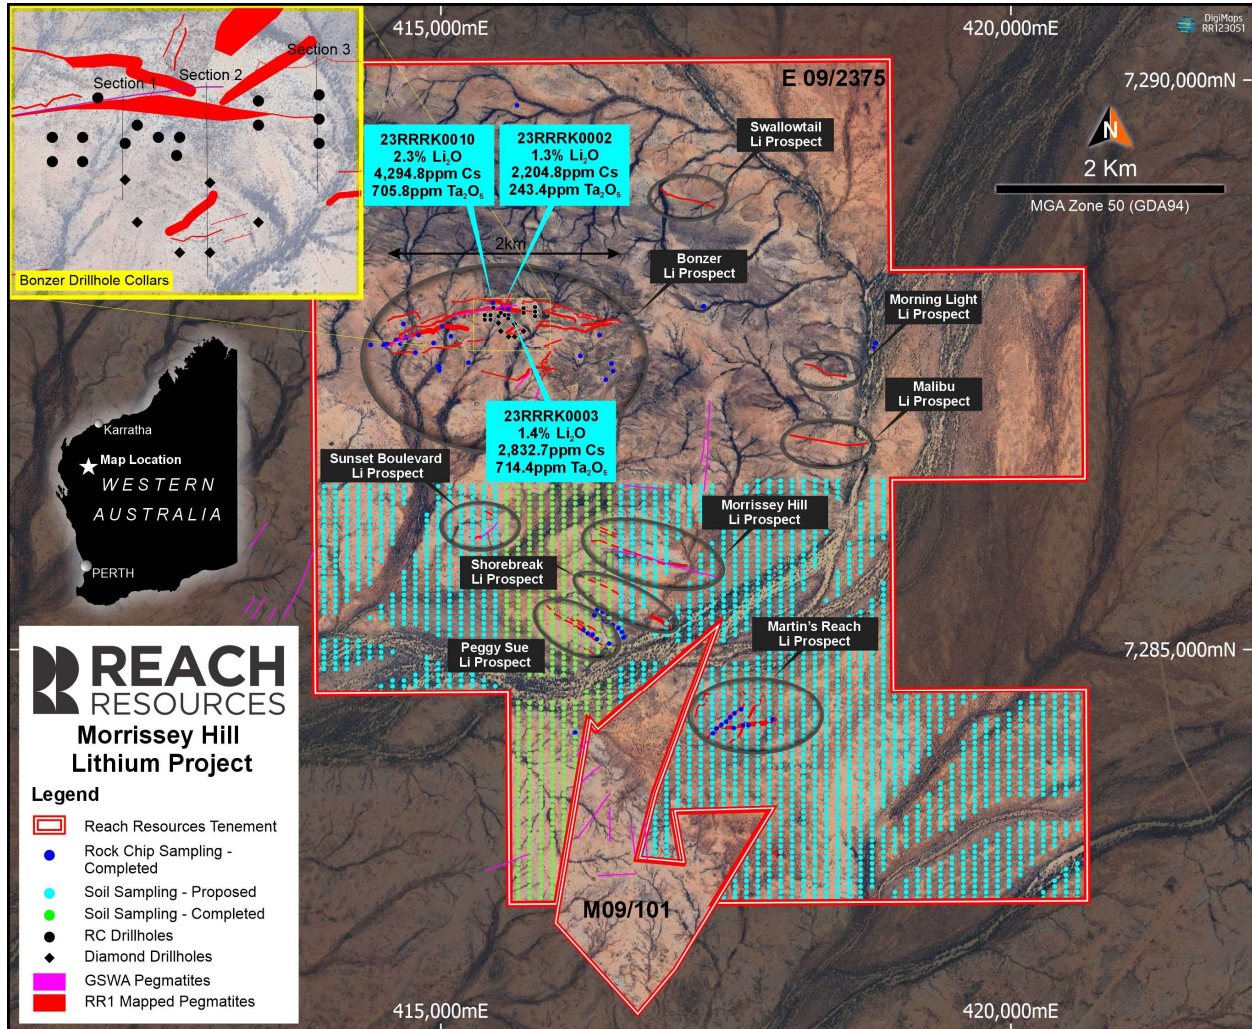 415,000mE
420,000mE
DigiMaps
RR123051
7,290,000mN
E 09/2375
Section 1
Section 2
Section 3
Bonzer Drillhole Collars
23RRRK0010
2.3% Li₂O
4,294.8ppm Cs
705.8ppm Ta₂O₅
23RRRK0002
1.3% Li₂O
2,204.8ppm Cs
243.4ppm Ta₂O₅
Swallowtail
Li Prospect
N
2 Km
MGA Zone 50 (GDA94)
2km
Bonzer
Li Prospect
Morning Light
Li Prospect
Malibu
Li Prospect
23RRRK0003
1.4% Li₂O
2,832.7ppm Cs
714.4ppm Ta₂O₅
Sunset Boulevard
Li Prospect
Morrissey Hill
Li Prospect
Shorebreak
Li Prospect
Peggy Sue
Li Prospect
Martin's Reach
Li Prospect
7,285,000mN
Karratha
Map Location
WESTERN
AUSTRALIA
PERTH
REACH
RESOURCES
Morrissey Hill
Lithium Project
Legend
Reach Resources Tenement
Rock Chip Sampling -
Completed
Soil Sampling - Proposed
Soil Sampling - Completed
RC Drillholes
Diamond Drillholes
GSWA Pegmatites
RR1 Mapped Pegmatites
M09/101
415,000mE
420,000mE